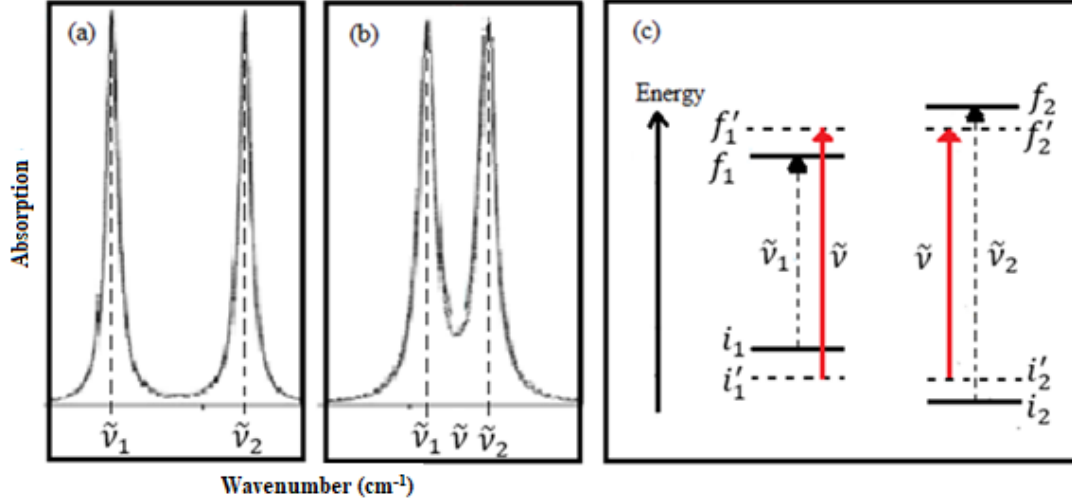 (a)
(b)
(c)
Absorption
ν̃₁
ν̃₂
ν̃₁
ν̃
ν̃₂
Wavenumber (cm⁻¹)
Energy
f₁′
f₁
ν̃₁
ν̃
i₁
i₁′
f₂
f₂′
ν̃
ν̃₂
i₂′
i₂